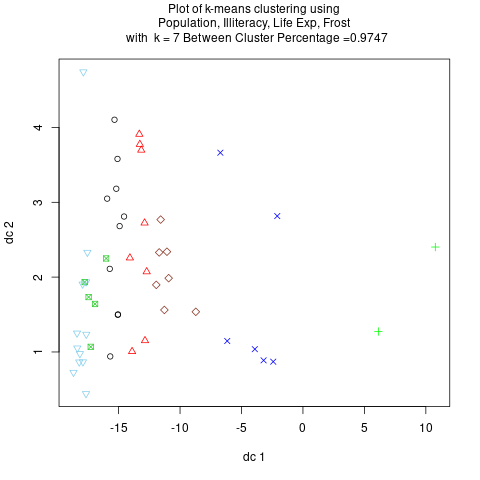 Plot of k-means clustering using
Population, Illiteracy, Life Exp, Frost
with k = 7 Between Cluster Percentage =0.9747
dc 2
4
3
2
1
-15
-10
-5
0
5
10
dc 1